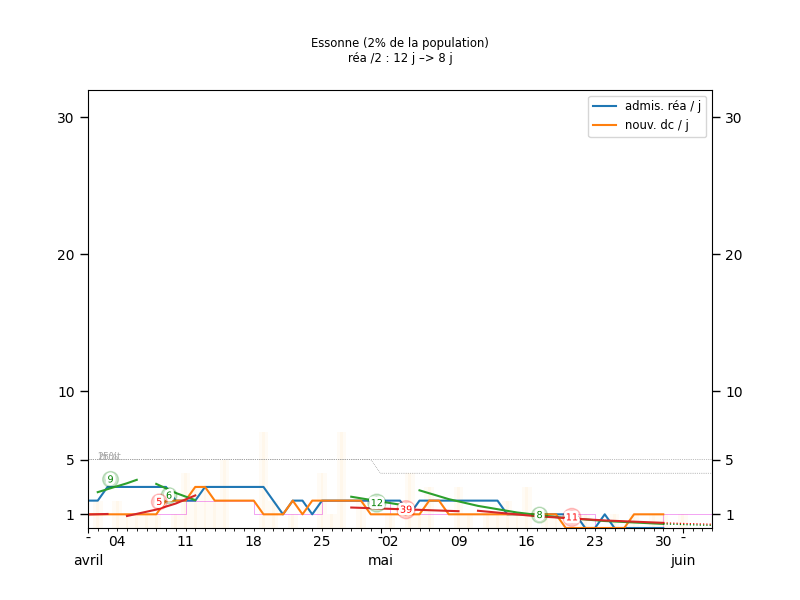 Essonne (2% de la population)
réa /2 : 12 j –> 8 j
admis. réa / j
nouv. dc / j
30 30
20 20
10 10
5 5
1 1
9
5
6
12
39
8
11
- 04 11 18 25 -02 09 16 23 30 -
avril mai juin